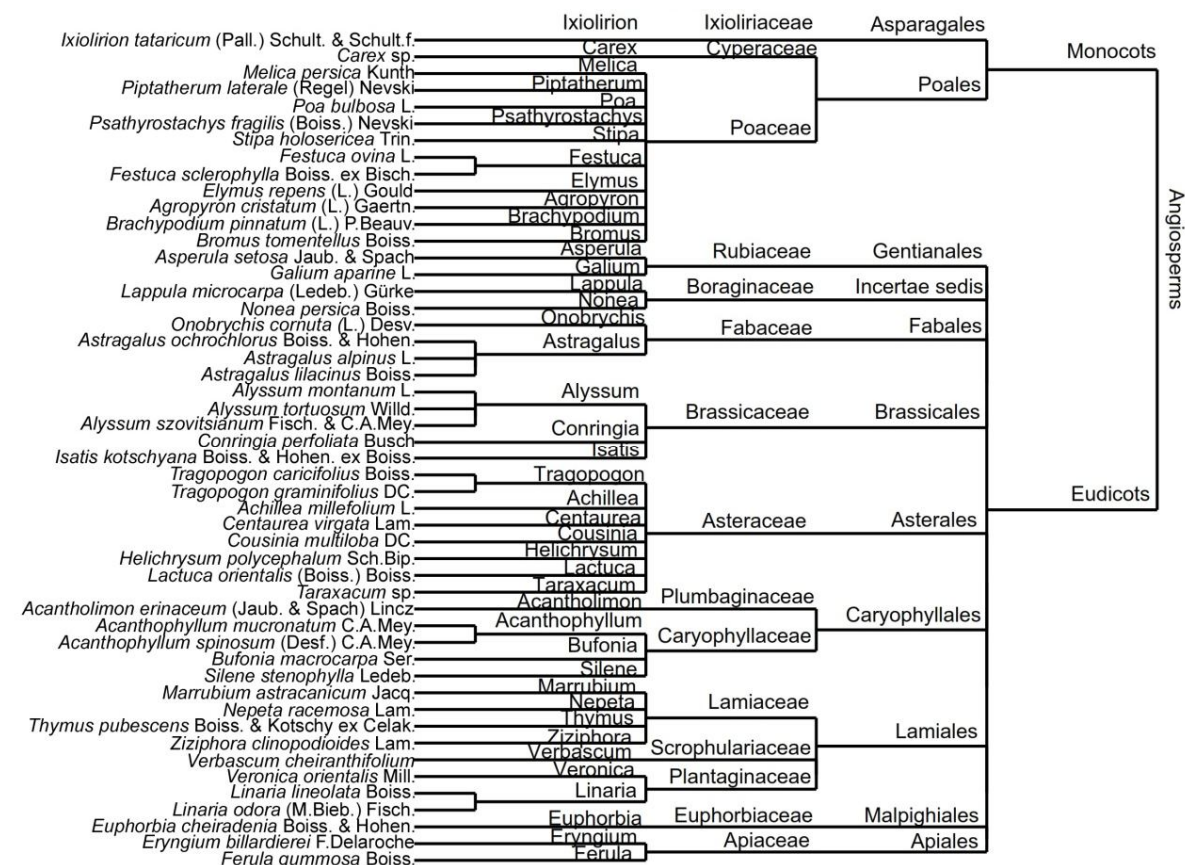 Ixiolirion Ixioliriaceae Asparagales
Ixiolirion tataricum (Pall.) Schult. & Schult.f.
Monocots
Carex sp. Carex Cyperaceae
Melica persica Kunth Melica
Piptatherum laterale (Regel) Nevski Piptatherum Poales
Poa bulbosa L. Poa
Psathyrostachys fragilis (Boiss.) Nevski Psathyrostachys Poaceae
Stipa holosericea Trin. Stipa
Festuca ovina L. Festuca
Festuca sclerophylla Boiss. ex Bisch.
Elymus repens (L.) Gould Elymus
Agropyron cristatum (L.) Gaertn. Agropyron
Brachypodium pinnatum (L.) P.Beauv. Brachypodium
Bromus tomentellus Boiss. Bromus
Angiosperms
Asperula setosa Jaub. & Spach Asperula Rubiaceae Gentianales
Galium aparine L. Galium
Lappula microcarpa (Ledeb.) Gürke Lappula Boraginaceae Incertae sedis
Nonea persica Boiss. Nonea
Onobrychis cornuta (L.) Desv. Onobrychis Fabaceae Fabales
Astragalus ochrochlorus Boiss. & Hohen. Astragalus
Astragalus alpinus L.
Astragalus lilacinus Boiss.
Alyssum montanum L. Alyssum
Alyssum tortuosum Willd. Brassicaceae Brassicales
Alyssum szovitsianum Fisch. & C.A.Mey.
Conringia perfoliata Busch Conringia
Isatis kotschyana Boiss. & Hohen. ex Boiss. Isatis
Tragopogon caricifolius Boiss. Tragopogon
Tragopogon graminifolius DC. Eudicots
Achillea millefolium L. Achillea
Centaurea virgata Lam. Centaurea Asteraceae Asterales
Cousinia multiloba DC. Cousinia
Helichrysum polycephalum Sch.Bip. Helichrysum
Lactuca orientalis (Boiss.) Boiss. Lactuca
Taraxacum sp. Taraxacum
Acantholimon erinaceum (Jaub. & Spach) Lincz Acantholimon Plumbaginaceae
Acanthophyllum mucronatum C.A.Mey. Acanthophyllum Caryophyllales
Acanthophyllum spinosum (Desf.) C.A.Mey. Caryophyllaceae
Bufonia macrocarpa Ser. Bufonia
Silene stenophylla Ledeb. Silene
Marrubium astracanicum Jacq. Marrubium
Nepeta racemosa Lam. Nepeta Lamiaceae
Thymus pubescens Boiss. & Kotschy ex Celak. Thymus Lamiales
Ziziphora clinopodioides Lam. Ziziphora
Verbascum cheiranthifolium Verbascum Scrophulariaceae
Veronica orientalis Mill. Veronica Plantaginaceae
Linaria lineolata Boiss. Linaria
Linaria odora (M.Bieb.) Fisch.
Euphorbia cheiradenia Boiss. & Hohen. Euphorbia Euphorbiaceae Malpighiales
Eryngium billardierei F.Delaroche Eryngium Apiaceae Apiales
Ferula gummosa Boiss. Ferula